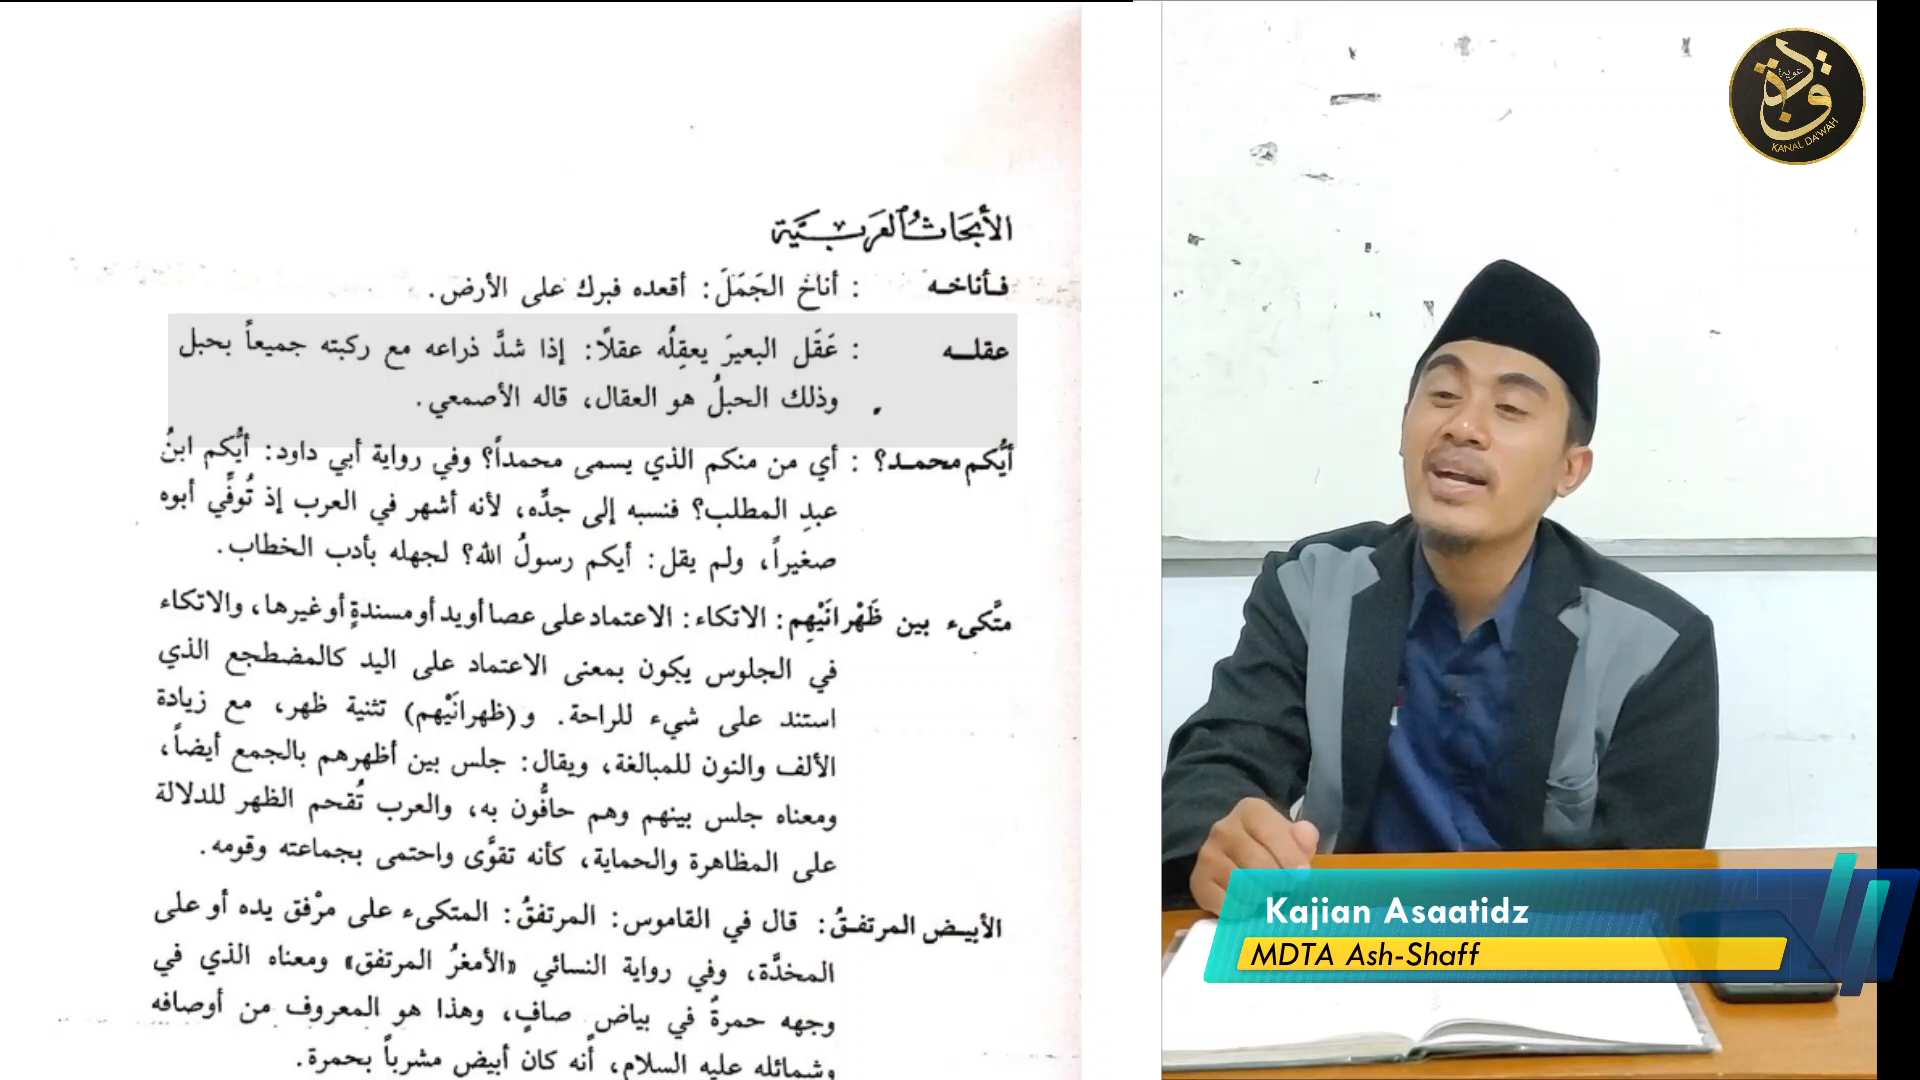 الأبحاث العربيَّة
فأناخه : أناخ الجَمَلَ: أقعده فبرك على الأرض.
عقله : عَقَل البعيرَ يعقِلُه عقلًا: إذا شدَّ ذراعه مع ركبته جميعاً بحبل
وذلك الحبلُ هو العقال، قاله الأصمعي.
أيُّكم محمد؟ : أي من منكم الذي يسمى محمداً؟ وفي رواية أبي داود: أيُّكم ابنُ
عبدِ المطلب؟ فنسبه إلى جدِّه، لأنه أشهر في العرب إذ تُوفِّي أبوه
صغيراً، ولم يقل: أيكم رسولُ الله؟ لجهله بأدب الخطاب.
متَّكىء بين ظَهْرانَيْهِم: الاتكاء: الاعتماد على عصا أو يد أو مسندةٍ أو غيرها، والاتكاء
في الجلوس يكون بمعنى الاعتماد على اليد كالمضطجع الذي
استند على شيء للراحة. و(ظهرانَيْهم) تثنية ظهر، مع زيادة
الألف والنون للمبالغة، ويقال: جلس بين أظهرهم بالجمع أيضاً،
ومعناه جلس بينهم وهم حافُّون به، والعرب تُقحم الظهر للدلالة
على المظاهرة والحماية، كأنه تقوَّى واحتمى بجماعته وقومه.
الأبيض المرتفقُ: قال في القاموس: المرتفقُ: المتكىء على مرْفق يده أو على
المخدَّة، وفي رواية النسائي «الأمغرُ المرتفق» ومعناه الذي في
وجهه حمرةٌ في بياض صافٍ، وهذا هو المعروف من أوصافه
وشمائله عليه السلام، أنه كان أبيض مشرباً بحمرة.
KANAL DA'WAH
Kajian Asaatidz
MDTA Ash-Shaff